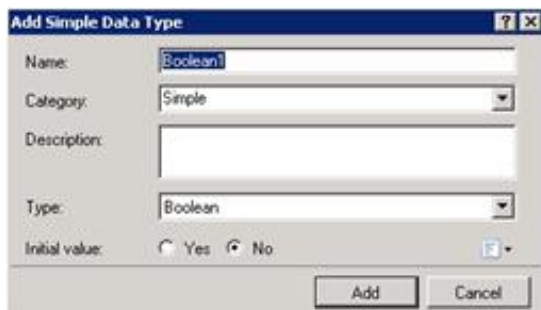 Add Simple Data Type
Name: Boolean1
Category: Simple
Description:
Type: Boolean
Initial value: Yes No
Add Cancel